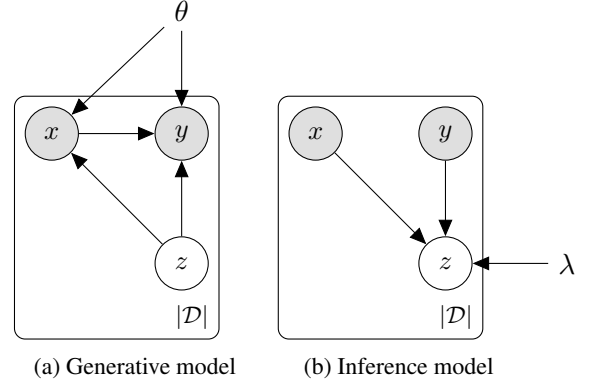 θ
x y x y
z z λ
|𝒟| |𝒟|
(a) Generative model (b) Inference model